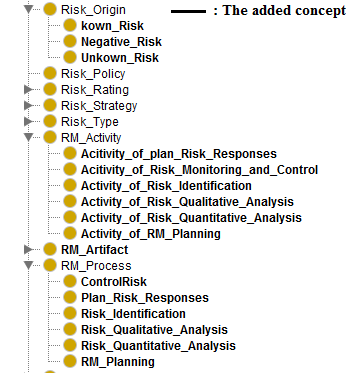 Risk_Origin : The added concept
kown_Risk
Negative_Risk
Unkown_Risk
Risk_Policy
Risk_Rating
Risk_Strategy
Risk_Type
RM_Activity
Acitivity_of_plan_Risk_Responses
Acitivity_of_Risk_Monitoring_and_Control
Activity_of_Risk_Identification
Activity_of_Risk_Qualitative_Analysis
Activity_of_Risk_Quantitative_Analysis
Activity_of_RM_Planning
RM_Artifact
RM_Process
ControlRisk
Plan_Risk_Responses
Risk_Identification
Risk_Qualitative_Analysis
Risk_Quantitative_Analysis
RM_Planning